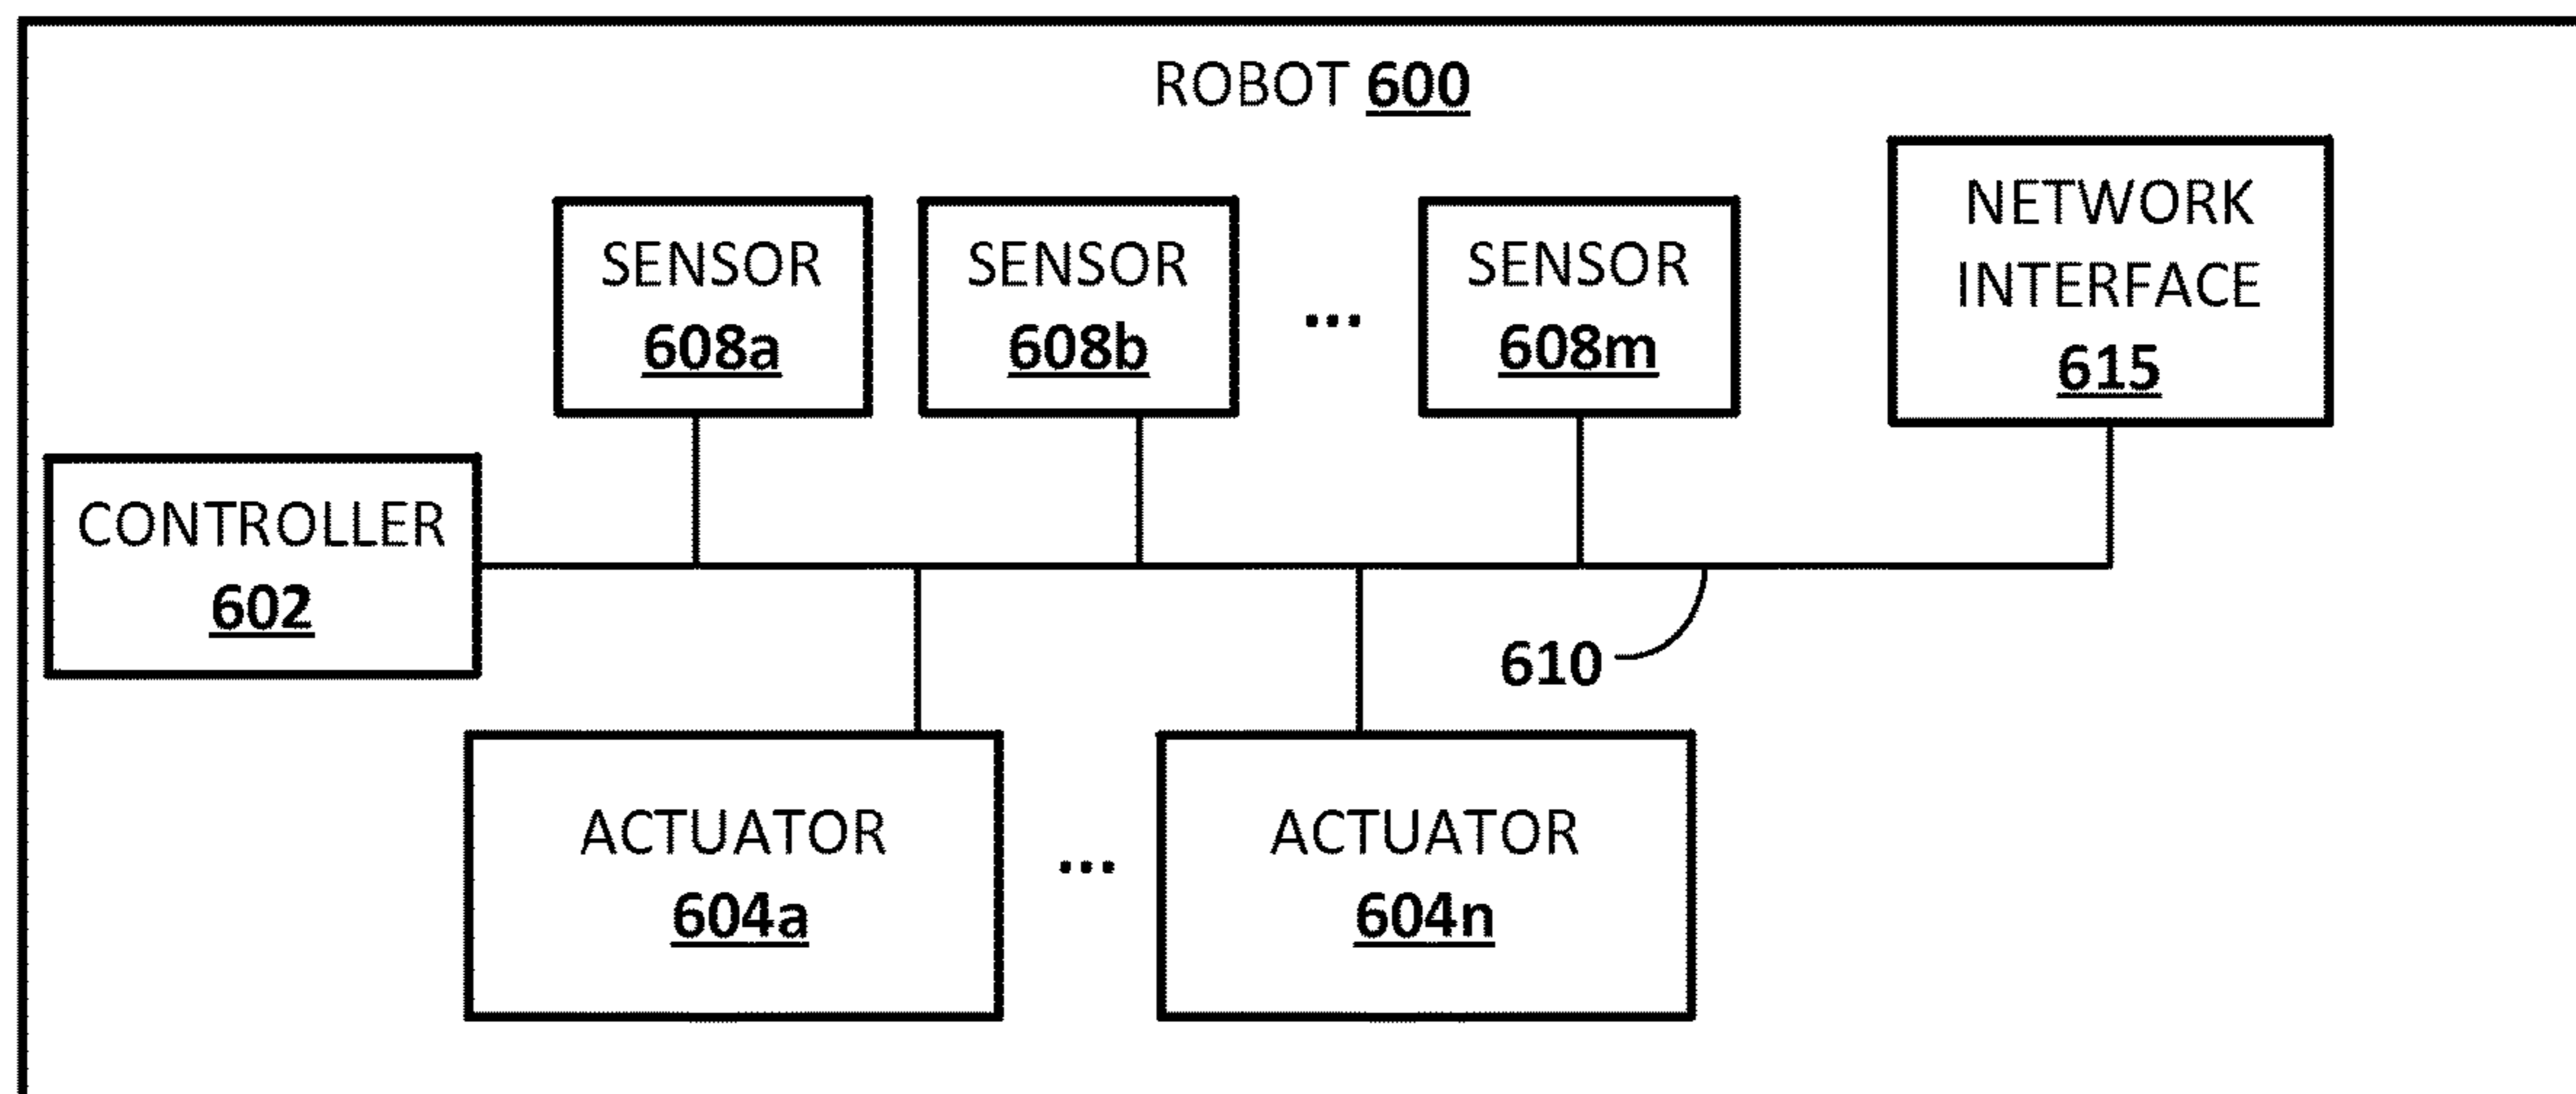 ROBOT 600
SENSOR
608a
SENSOR
608b
...
SENSOR
608m
NETWORK
INTERFACE
615
CONTROLLER
602
610
ACTUATOR
604a
...
ACTUATOR
604n